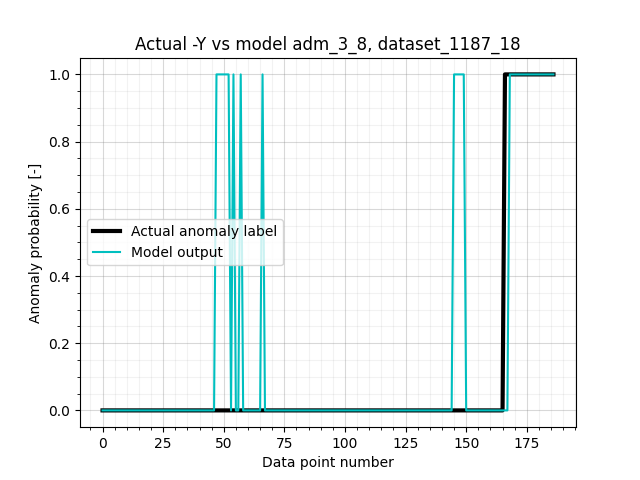 Actual -Y vs model adm_3_8, dataset_1187_18
1.0
0.8
0.6
0.4
0.2
0.0
Anomaly probability [-]
Actual anomaly label
Model output
0 25 50 75 100 125 150 175
Data point number